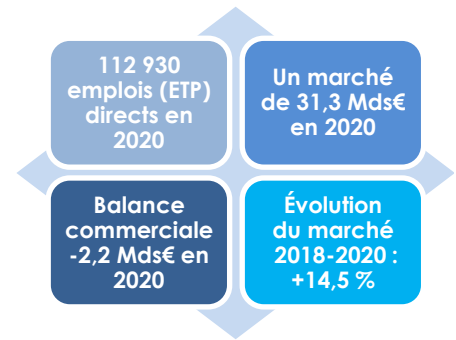 112 930
emplois (ETP)
directs en
2020
Un marché
de 31,3 Mds€
en 2020
Balance
commerciale
-2,2 Mds€ en
2020
Évolution
du marché
2018-2020 :
+14,5 %